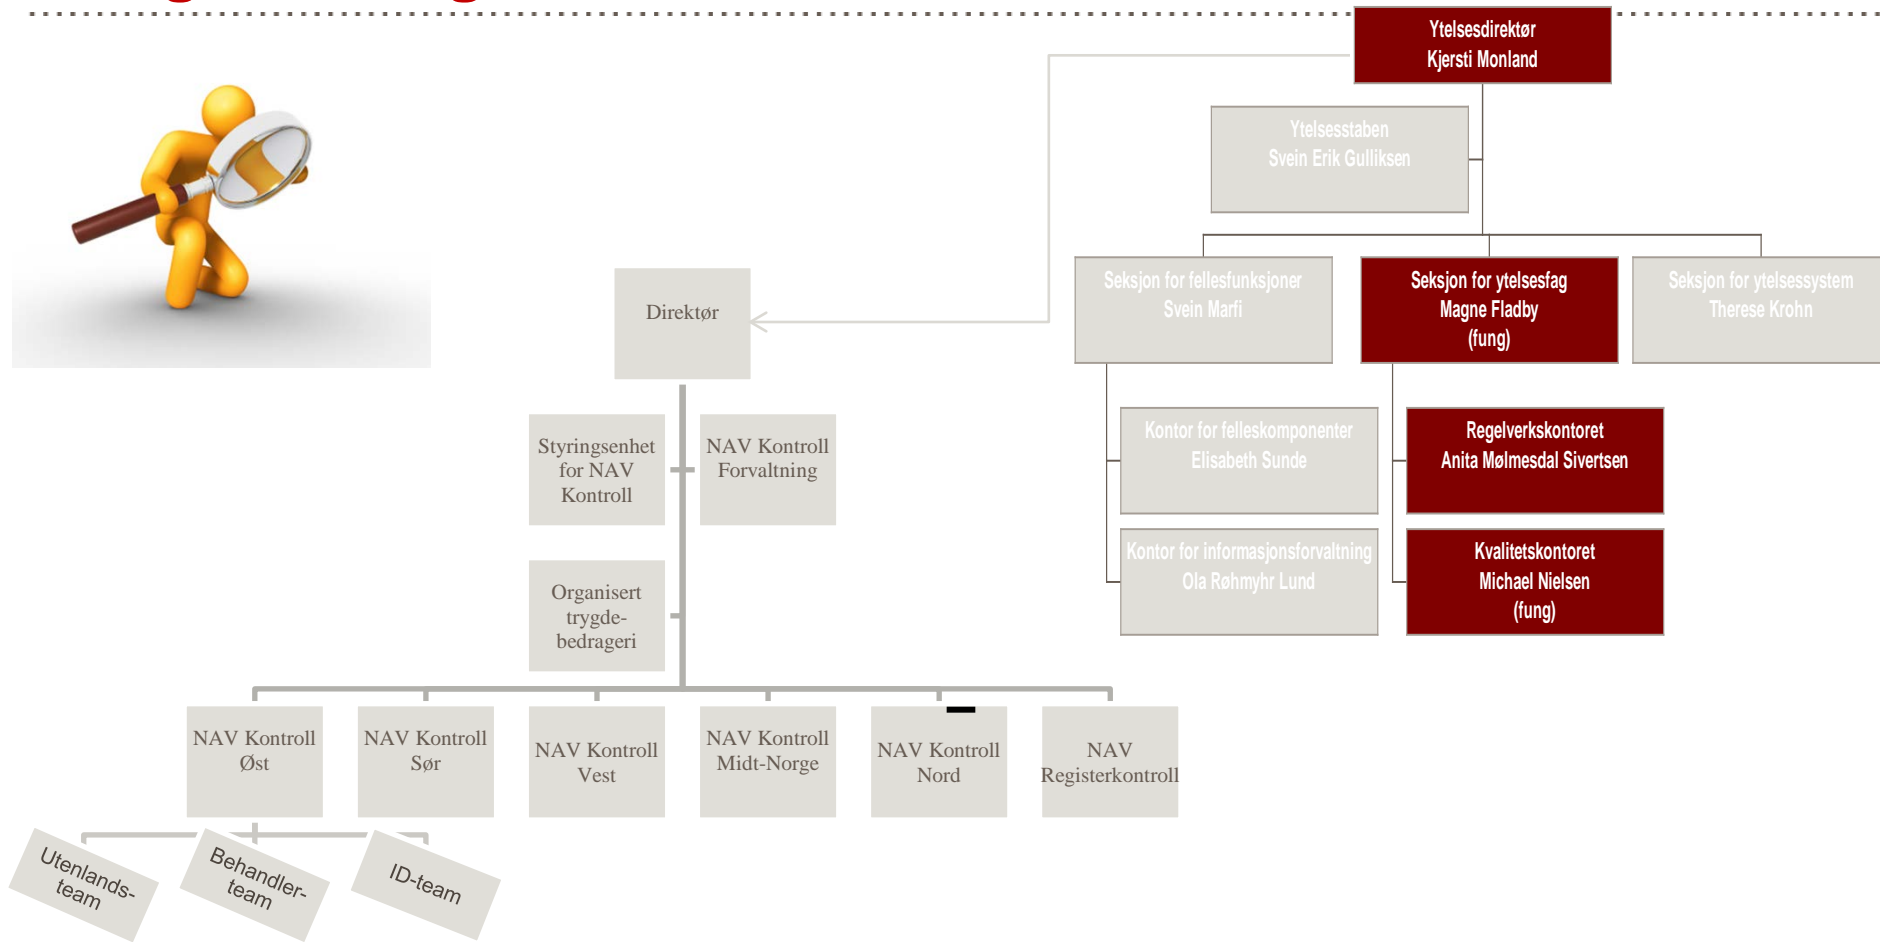 Ytelsesdirektør
Kjersti Monland
Ytelsesstaben
Svein Erik Gulliksen
Seksjon for fellesfunksjoner
Svein Marfi
Seksjon for ytelsesfag
Magne Fladby
(fung)
Seksjon for ytelsessystem
Therese Krohn
Kontor for felleskomponenter
Elisabeth Sunde
Regelverkskontoret
Anita Mølmesdal Sivertsen
Kontor for informasjonsforvaltning
Ola Røhmyhr Lund
Kvalitetskontoret
Michael Nielsen
(fung)
Direktør
Styringsenhet
for NAV
Kontroll
NAV Kontroll
Forvaltning
Organisert
trygde-
bedrageri
NAV Kontroll
Øst
NAV Kontroll
Sør
NAV Kontroll
Vest
NAV Kontroll
Midt-Norge
NAV Kontroll
Nord
NAV
Registerkontroll
Utenlands-
team
Behandler-
team
ID-team